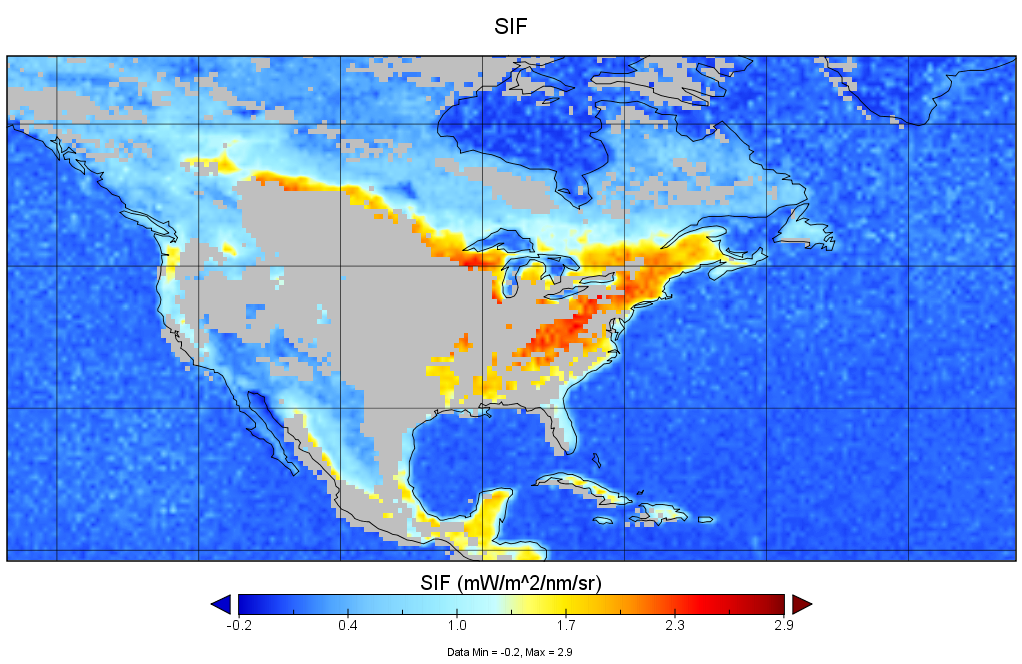 SIF
SIF (mW/m^2/nm/sr)
-0.2 0.4 1.0 1.7 2.3 2.9
Data Min = -0.2, Max = 2.9